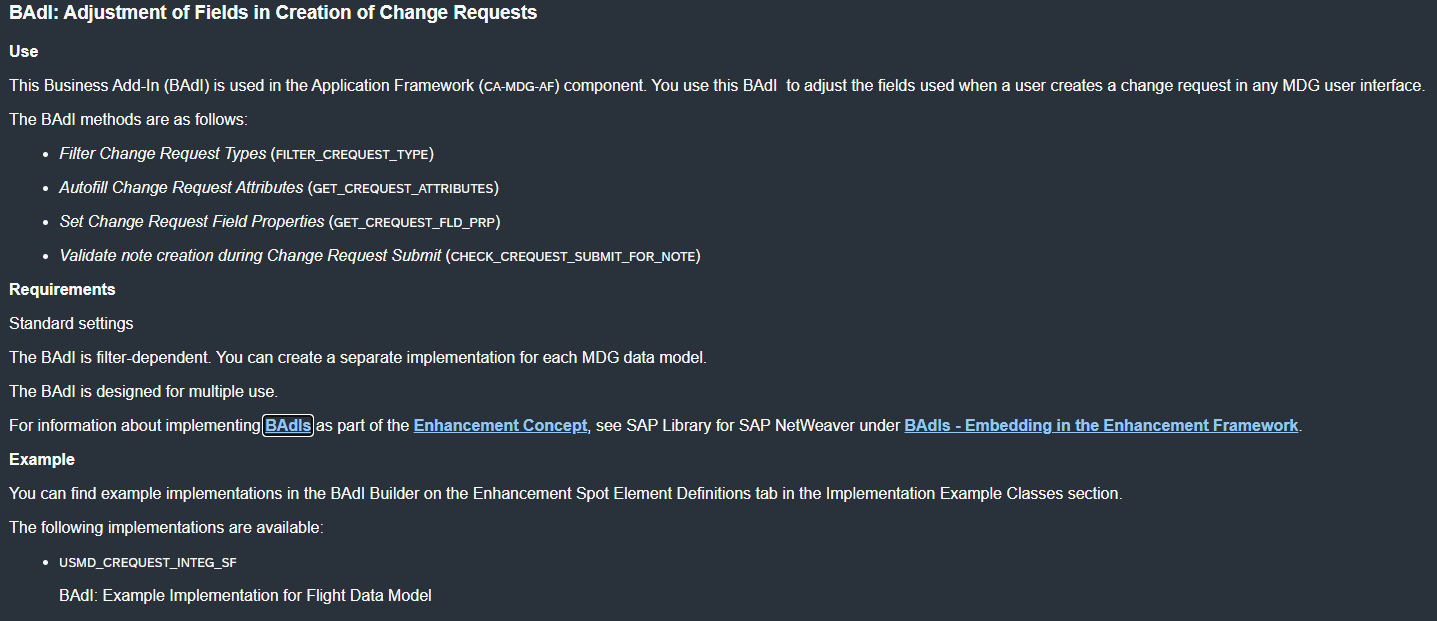 BAdI: Adjustment of Fields in Creation of Change Requests
Use
This Business Add-In (BAdI) is used in the Application Framework (CA-MDG-AF) component. You use this BAdI  to adjust the fields used when a user creates a change request in any MDG user interface.
The BAdI methods are as follows:
• Filter Change Request Types (FILTER_CREQUEST_TYPE)
• Autofill Change Request Attributes (GET_CREQUEST_ATTRIBUTES)
• Set Change Request Field Properties (GET_CREQUEST_FLD_PRP)
• Validate note creation during Change Request Submit (CHECK_CREQUEST_SUBMIT_FOR_NOTE)
Requirements
Standard settings
The BAdI is filter-dependent. You can create a separate implementation for each MDG data model.
The BAdI is designed for multiple use.
For information about implementing BAdIs as part of the Enhancement Concept, see SAP Library for SAP NetWeaver under BAdIs - Embedding in the Enhancement Framework.
Example
You can find example implementations in the BAdI Builder on the Enhancement Spot Element Definitions tab in the Implementation Example Classes section.
The following implementations are available:
• USMD_CREQUEST_INTEG_SF
BAdI: Example Implementation for Flight Data Model